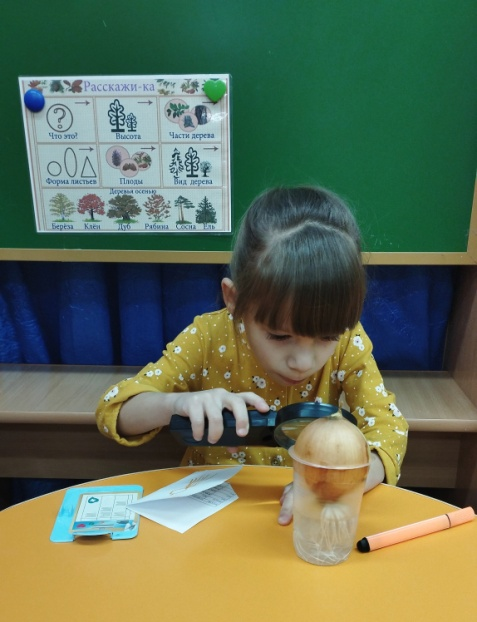 Расскажи-ка
?
Что это? Высота Части дерева
Форма листьев Плоды Вид дерева
Деревья осенью
Берёза Клён Дуб Рябина Сосна Ель